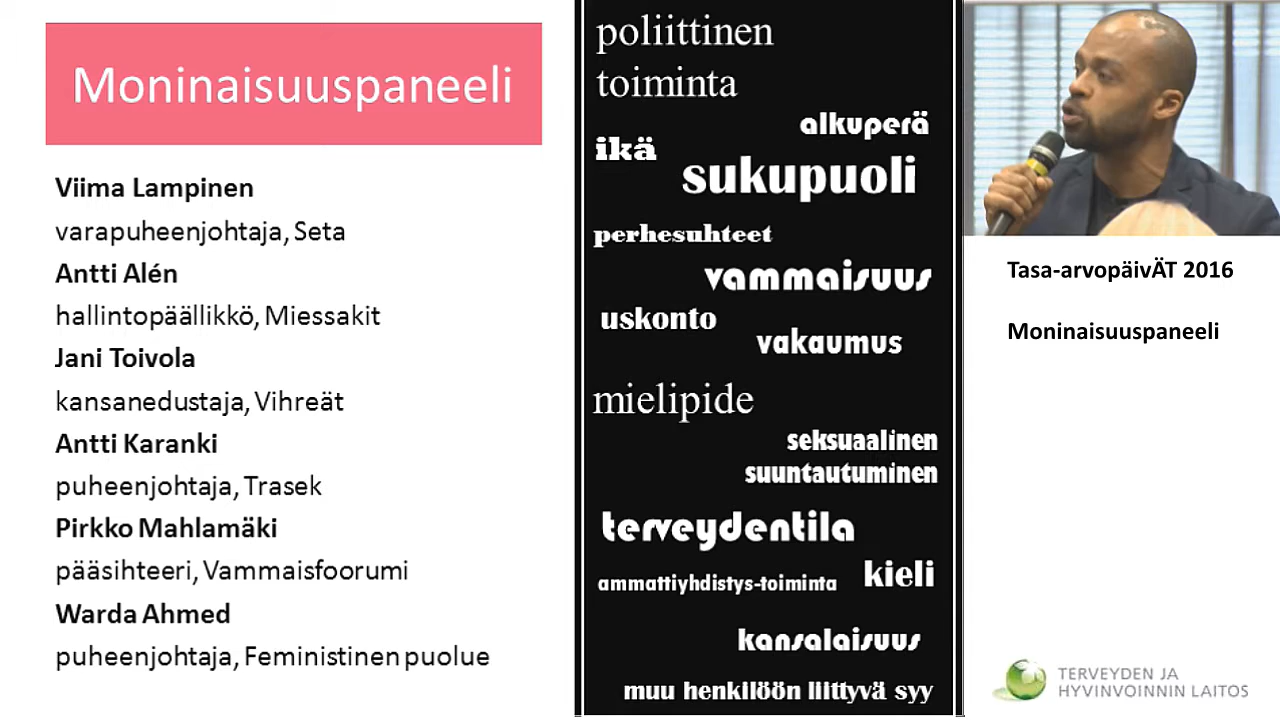 Moninaisuuspaneeli
Viima Lampinen
varapuheenjohtaja, Seta
Antti Alén
hallintopäällikkö, Miessakit
Jani Toivola
kansanedustaja, Vihreät
Antti Karanki
puheenjohtaja, Trasek
Pirkko Mahlamäki
pääsihteeri, Vammaisfoorumi
Warda Ahmed
puheenjohtaja, Feministinen puolue
poliittinen
toiminta
alkuperä
ikä
sukupuoli
perhesuhteet
vammaisuus
uskonto
vakaumus
mielipide
seksuaalinen
suuntautuminen
terveydentila
kieli
ammattiyhdistys-toiminta
kansalaisuus
muu henkilöön liittyvä syy
Tasa-arvopäivÄT 2016
Moninaisuuspaneeli
TERVEYDEN JA
HYVINVOINNIN LAITOS